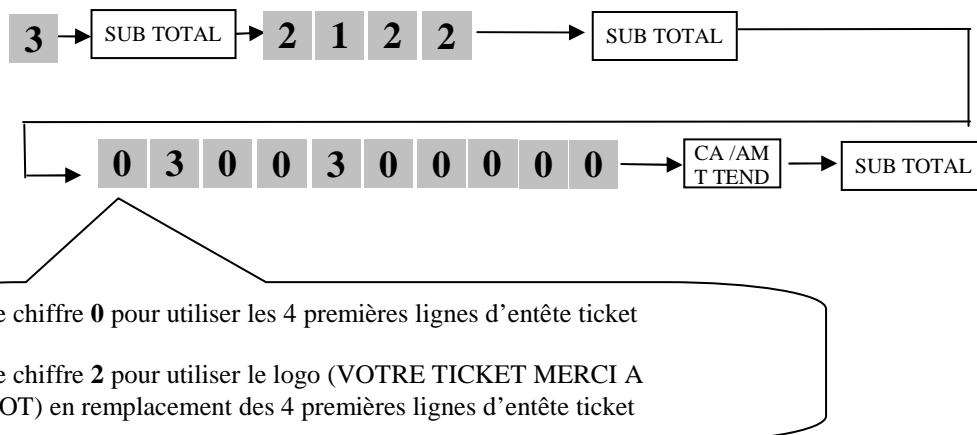 3 SUB TOTAL 2 1 2 2 SUB TOTAL
0 3 0 0 3 0 0 0 0 0 CA /AM SUB TOTAL
T TEND
e chiffre 0 pour utiliser les 4 premières lignes d'entête ticket
e chiffre 2 pour utiliser le logo (VOTRE TICKET MERCI A
OT) en remplacement des 4 premières lignes d'entête ticket